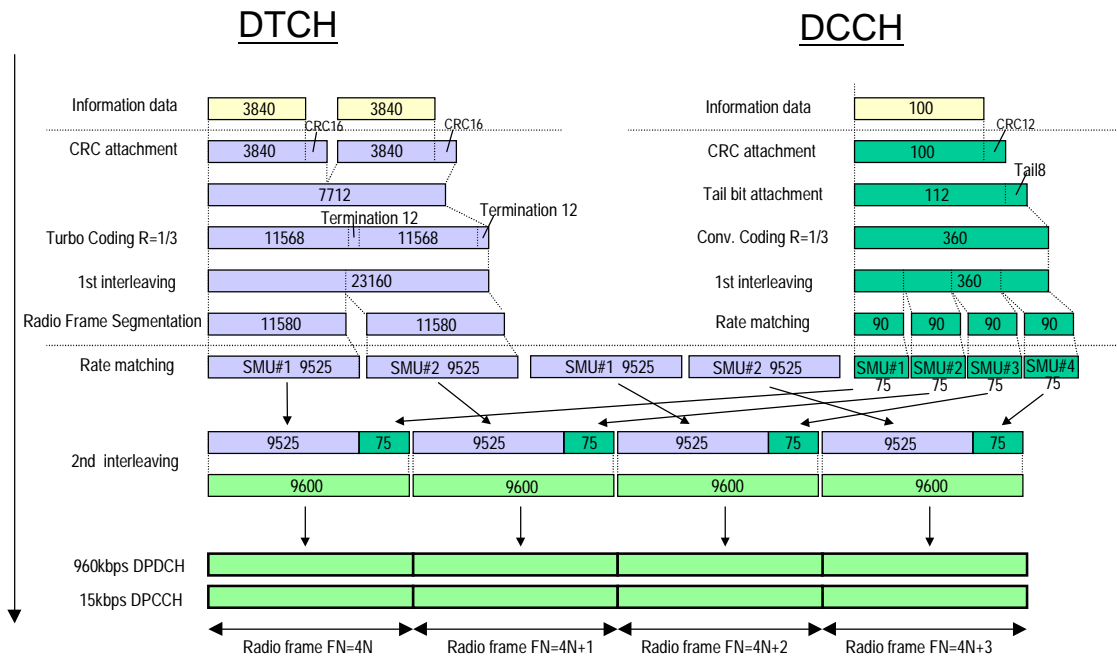 DTCH
DCCH
Information data
3840
3840
Information data
100
CRC16
CRC16
CRC12
CRC attachment
3840
3840
CRC attachment
100
Tail8
7712
Tail bit attachment
112
Termination 12
Termination 12
Turbo Coding R=1/3
11568
11568
Conv. Coding R=1/3
360
1st interleaving
23160
1st interleaving
360
Radio Frame Segmentation
11580
11580
Rate matching
90
90
90
90
Rate matching
SMU#1 9525
SMU#2 9525
SMU#1 9525
SMU#2 9525
SMU#1
SMU#2
SMU#3
SMU#4
75
75
75
75
9525
75
9525
75
9525
75
9525
75
2nd interleaving
9600
9600
9600
9600
960kbps DPDCH
15kbps DPCCH
Radio frame FN=4N
Radio frame FN=4N+1
Radio frame FN=4N+2
Radio frame FN=4N+3